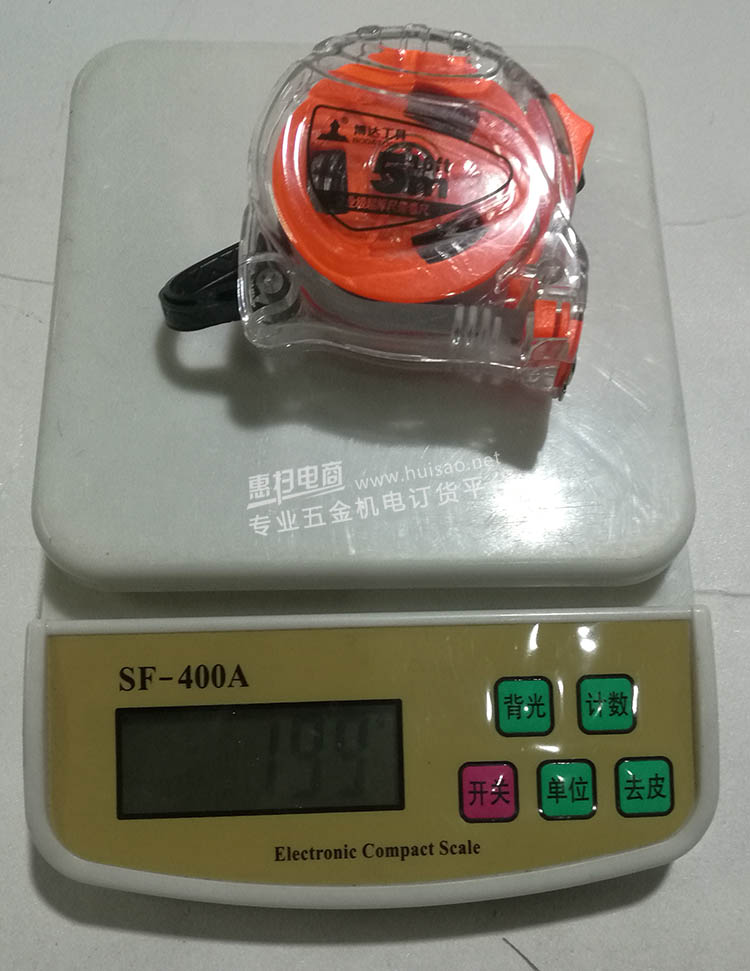 博达工具
16ft
5m
惠扫电商 www.huisao.net
专业五金机电订货平
SF-400A
199
背光
计数
开关
单位
去皮
Electronic Compact Scale